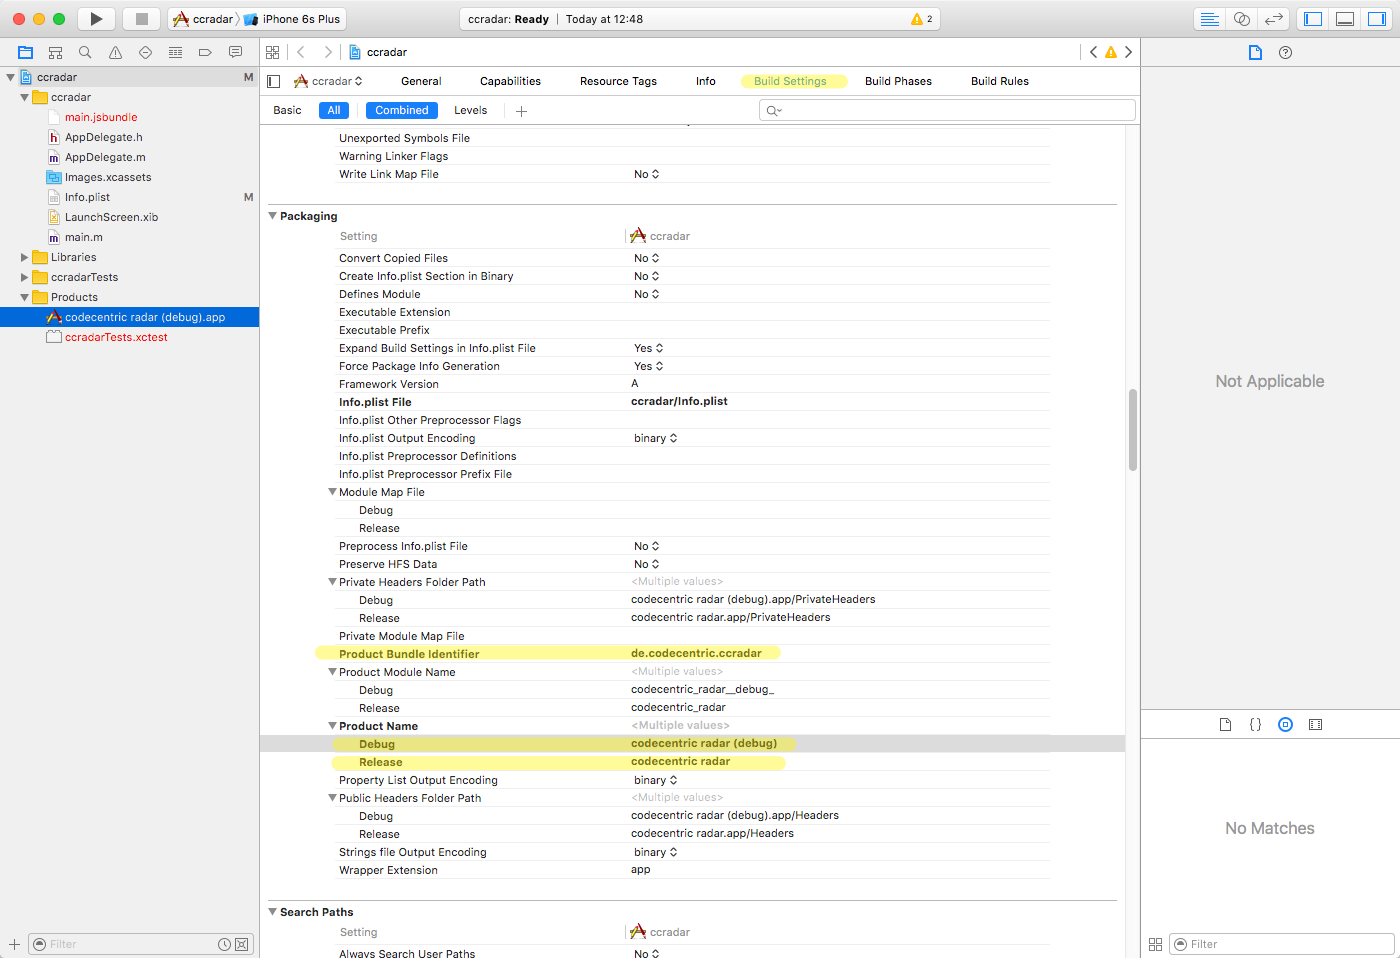 ccradar iPhone 6s Plus
ccradar: Ready | Today at 12:48
2
ccradar M
ccradar
main.jsbundle
AppDelegate.h
AppDelegate.m
Images.xcassets
Info.plist M
LaunchScreen.xib
main.m
Libraries
ccradarTests
Products
codecentric radar (debug).app
ccradarTests.xctest
Filter
ccradar
ccradar General Capabilities Resource Tags Info Build Settings Build Phases Build Rules
Basic All Combined Levels
Unexported Symbols File
Warning Linker Flags
Write Link Map File No
Packaging
Setting ccradar
Convert Copied Files No
Create Info.plist Section in Binary No
Defines Module No
Executable Extension
Executable Prefix
Expand Build Settings in Info.plist File Yes
Force Package Info Generation Yes
Framework Version A
Info.plist File ccradar/Info.plist
Info.plist Other Preprocessor Flags
Info.plist Output Encoding binary
Info.plist Preprocessor Definitions
Info.plist Preprocessor Prefix File
Module Map File
Debug
Release
Preprocess Info.plist File No
Preserve HFS Data No
Private Headers Folder Path <Multiple values>
Debug codecentric radar (debug).app/PrivateHeaders
Release codecentric radar.app/PrivateHeaders
Private Module Map File
Product Bundle Identifier de.codecentric.ccradar
Product Module Name <Multiple values>
Debug codecentric_radar__debug_
Release codecentric_radar
Product Name <Multiple values>
Debug codecentric radar (debug)
Release codecentric radar
Property List Output Encoding binary
Public Headers Folder Path <Multiple values>
Debug codecentric radar (debug).app/Headers
Release codecentric radar.app/Headers
Strings file Output Encoding binary
Wrapper Extension app
Search Paths
Setting ccradar
Always Search User Paths No
Not Applicable
No Matches
Filter